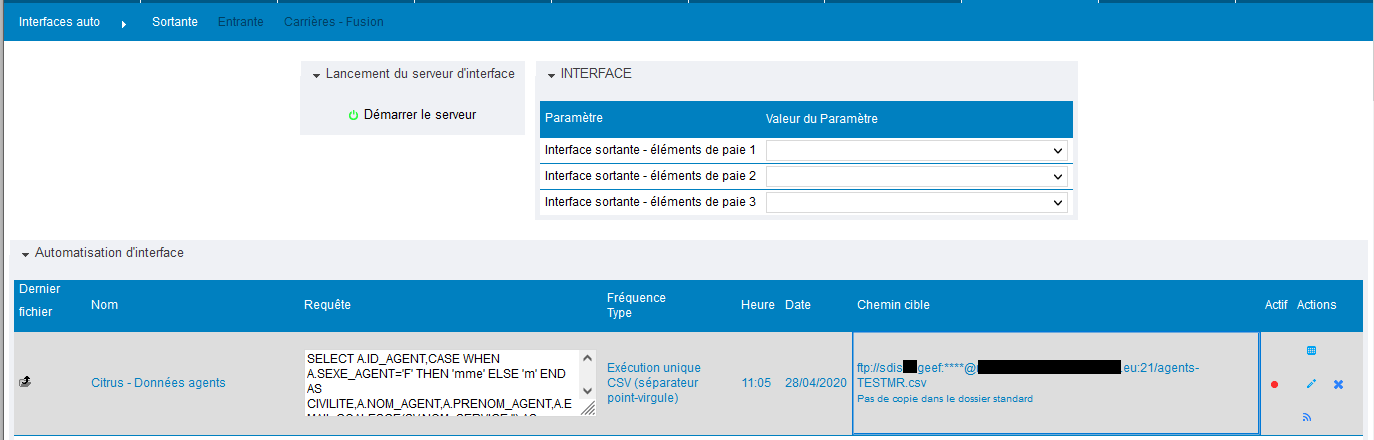 Interfaces auto Sortante Entrante Carrières - Fusion
Lancement du serveur d'interface
Démarrer le serveur
INTERFACE
Paramètre Valeur du Paramètre
Interface sortante - éléments de paie 1
Interface sortante - éléments de paie 2
Interface sortante - éléments de paie 3
Automatisation d'interface
Dernier fichier Nom Requête Fréquence Type Heure Date Chemin cible Actif Actions
Citrus - Données agents
SELECT A.ID_AGENT,CASE WHEN
A.SEXE_AGENT='F' THEN 'mme' ELSE 'm' END
AS
CIVILITE,A.NOM_AGENT,A.PRENOM_AGENT,A.E
Exécution unique
CSV (séparateur
point-virgule)
11:05
28/04/2020
ftp://sdis geef:****@ .eu:21/agents-
TESTMR.csv
Pas de copie dans le dossier standard